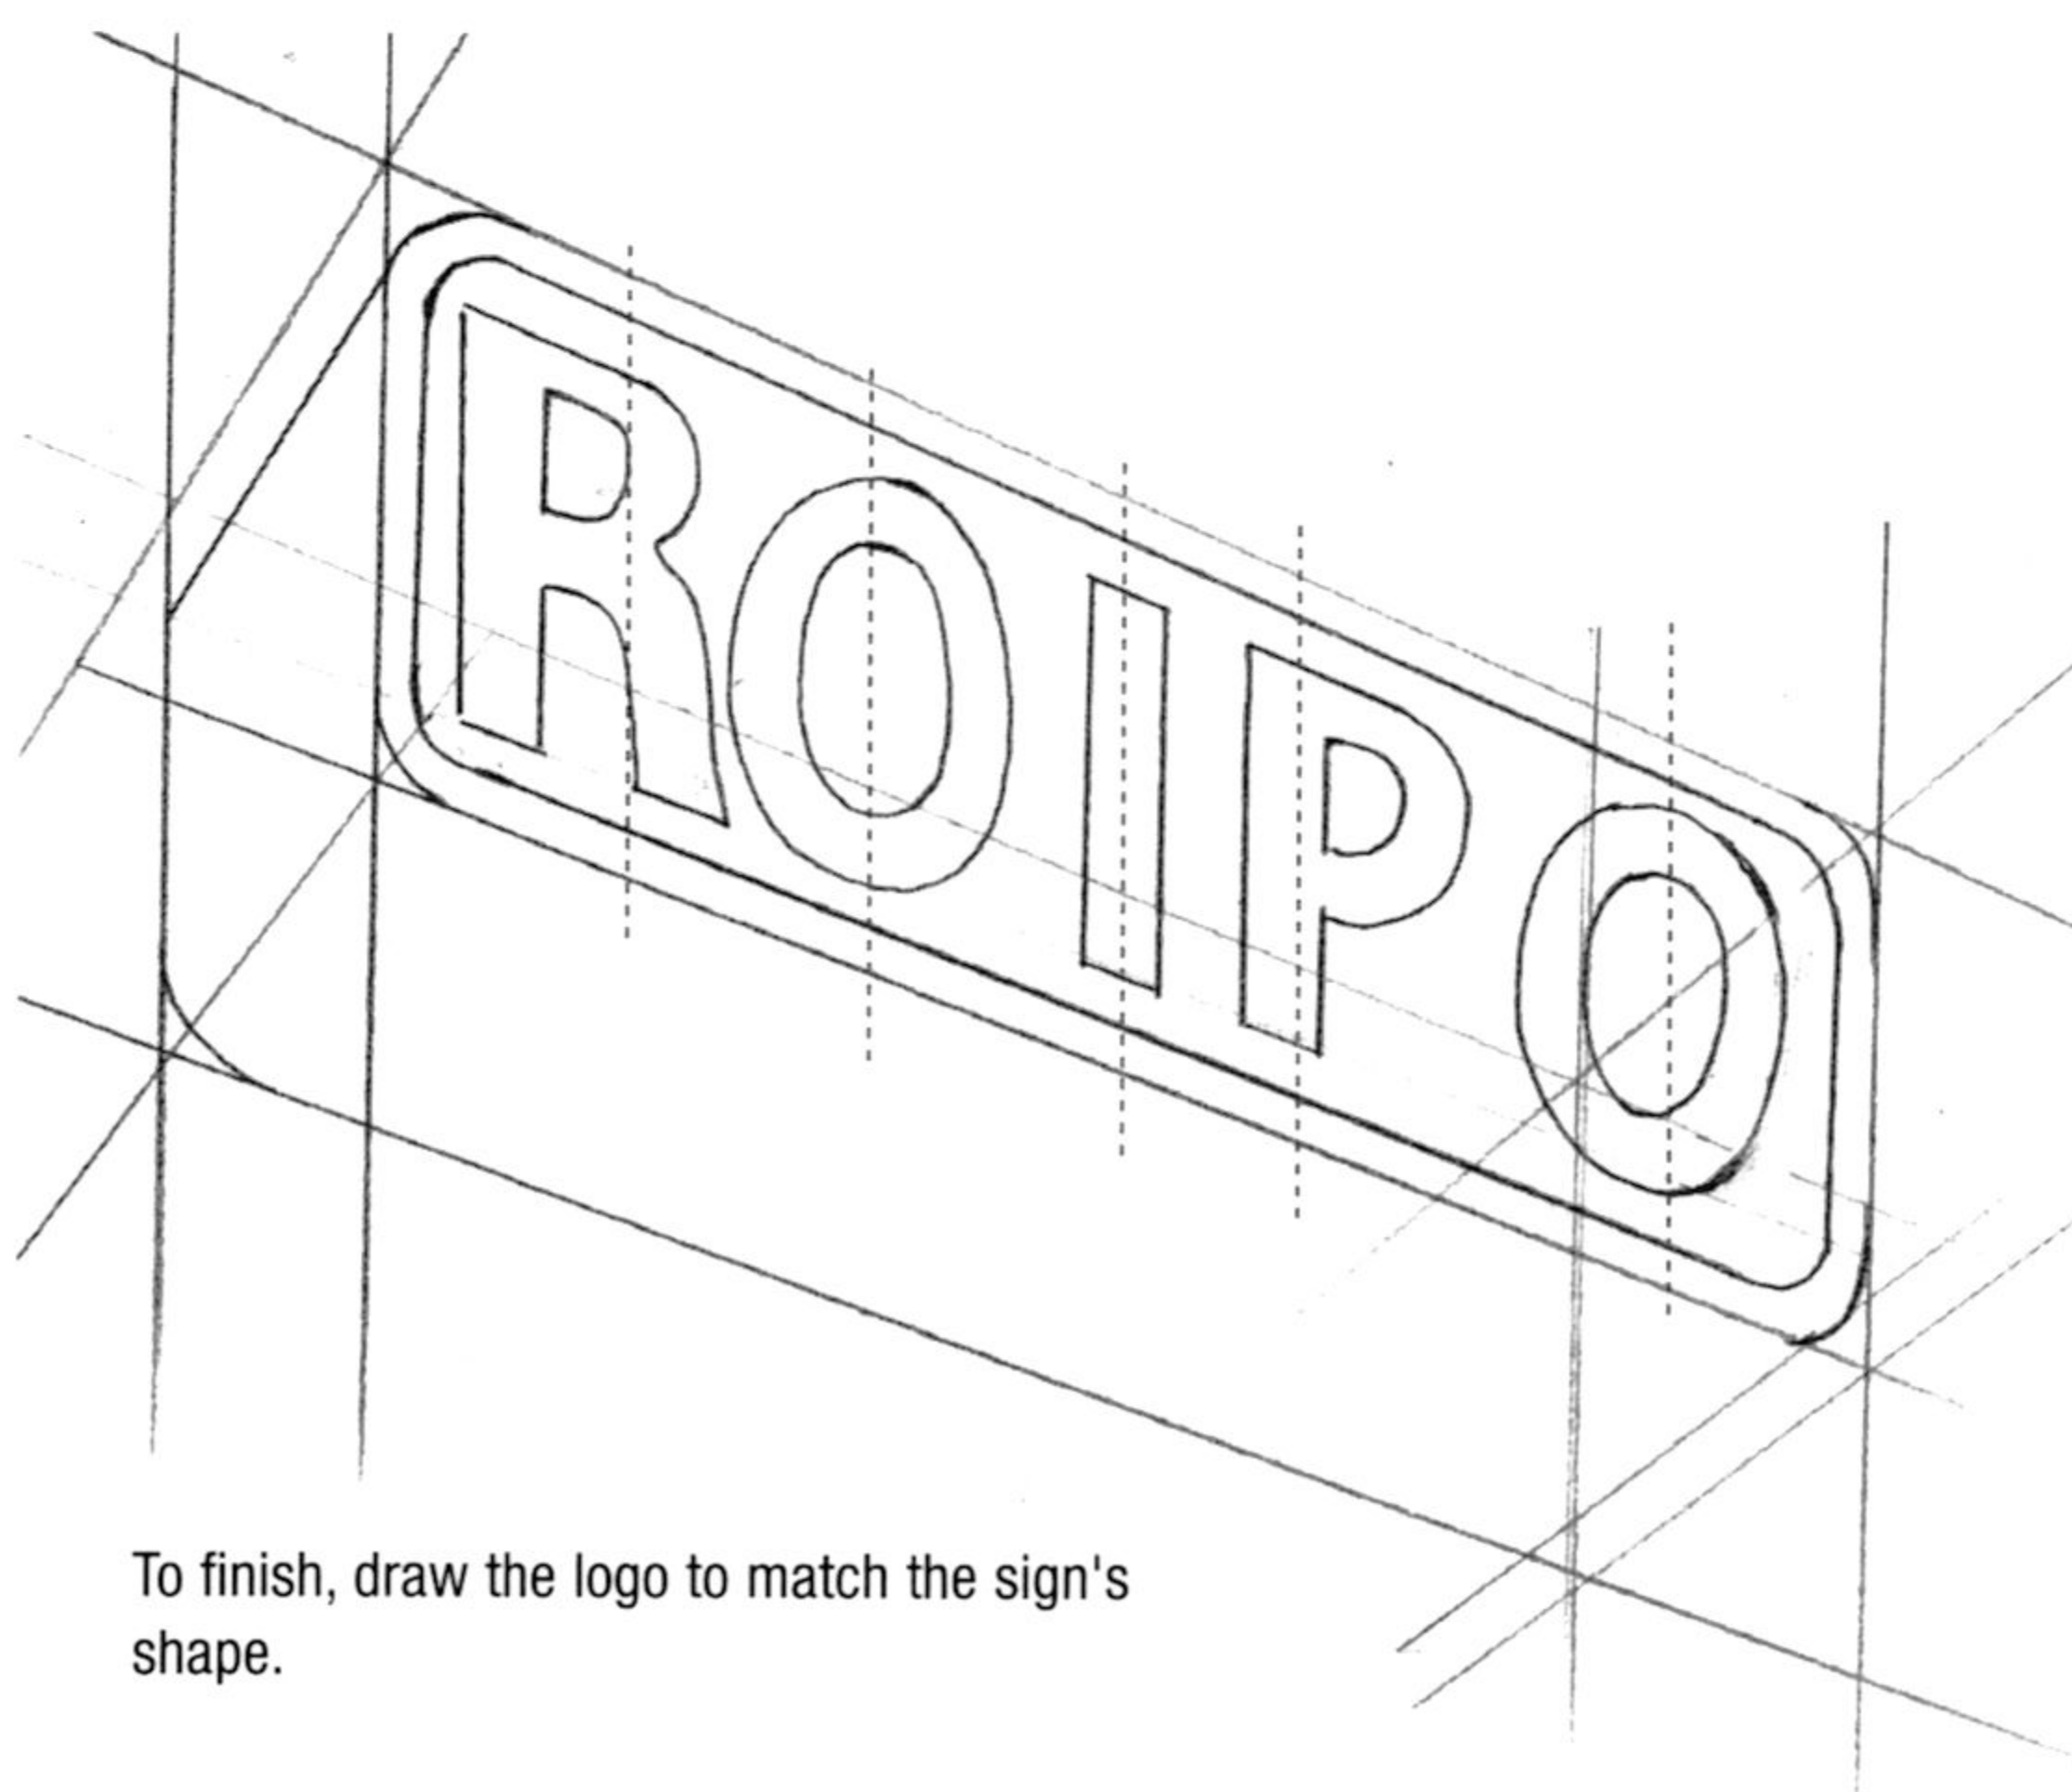 ROIPO
To finish, draw the logo to match the sign's
shape.